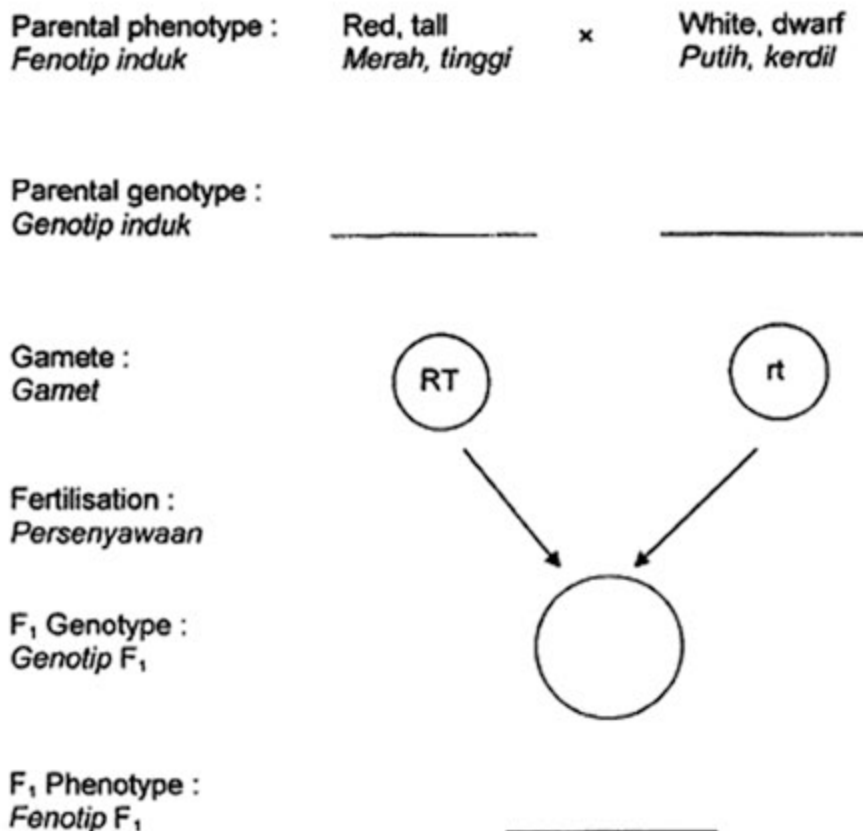 Parental phenotype : Red, tall × White, dwarf
Fenotip induk Merah, tinggi Putih, kerdil
Parental genotype :
Genotip induk
Gamete : RT rt
Gamet
Fertilisation :
Persenyawaan
F₁ Genotype :
Genotip F₁
F₁ Phenotype :
Fenotip F₁